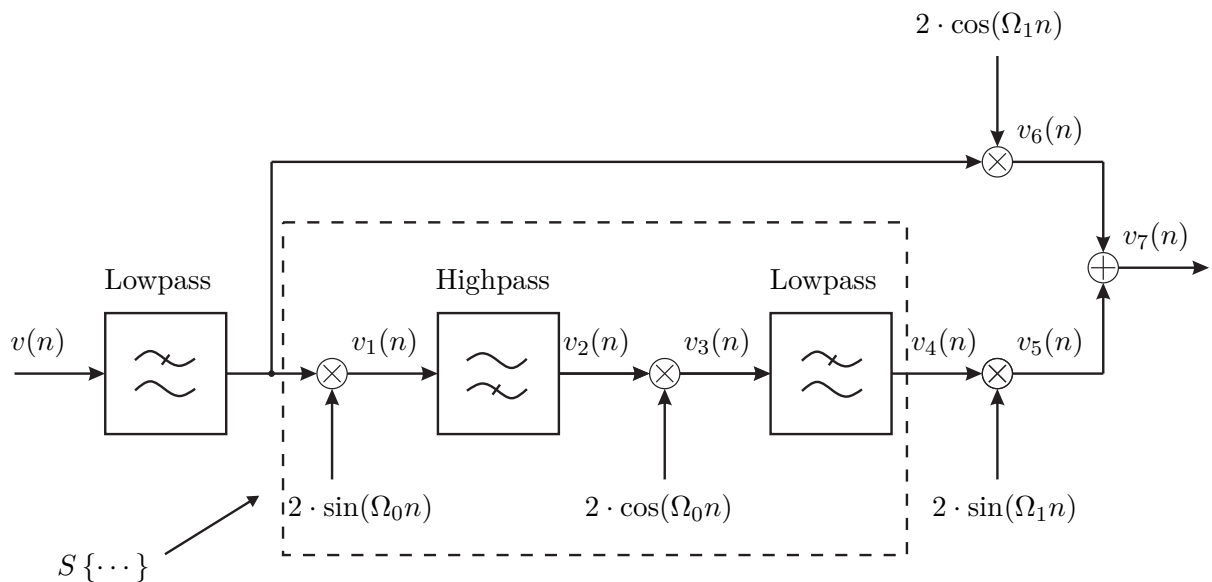 2 · cos(Ω₁n)
v₆(n)
v₇(n)
Lowpass
Highpass
Lowpass
v(n)
v₁(n)
v₂(n)
v₃(n)
v₄(n)
v₅(n)
2 · sin(Ω₀n)
2 · cos(Ω₀n)
2 · sin(Ω₁n)
S {⋯}